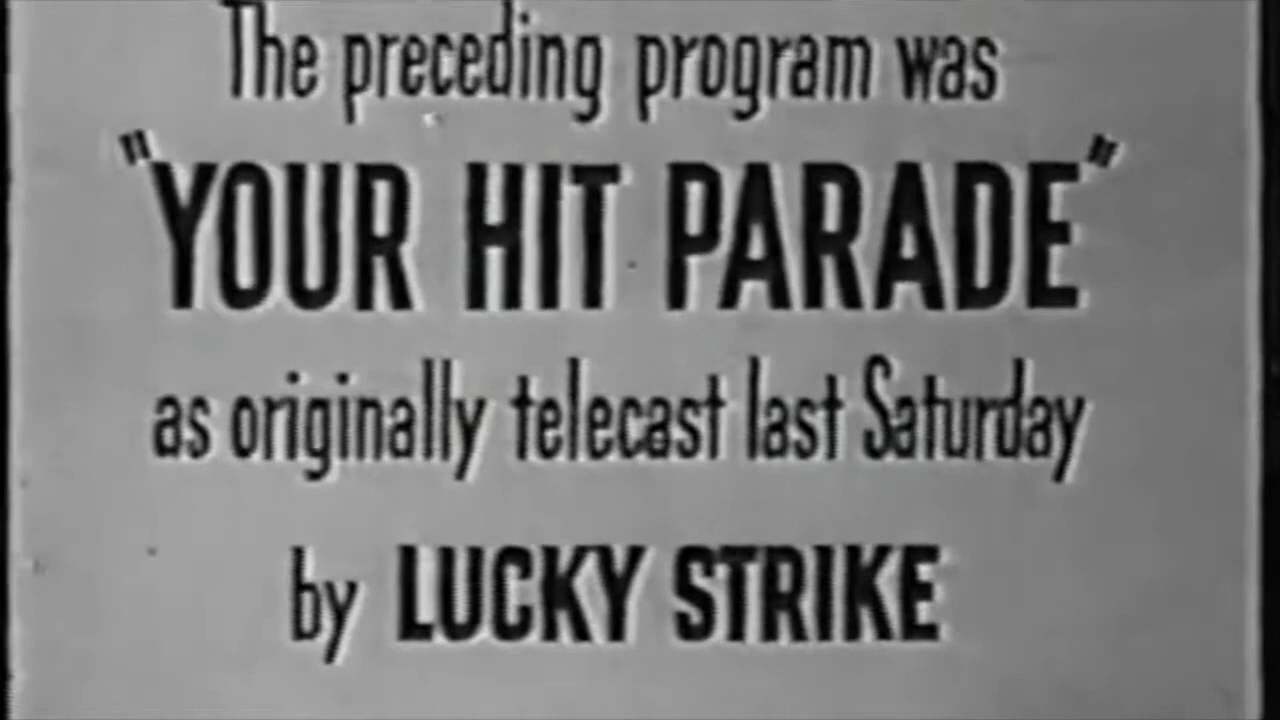 The preceding program was
"YOUR HIT PARADE"
as originally telecast last Saturday
by LUCKY STRIKE